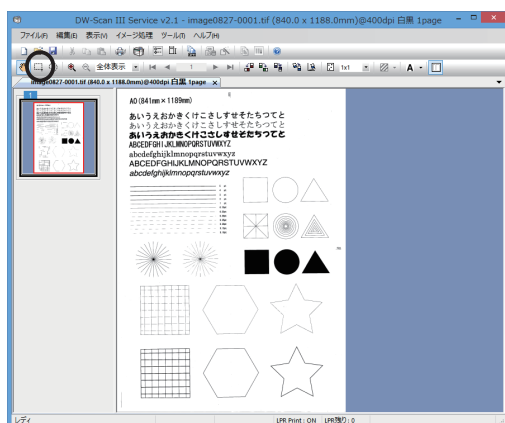 DW-Scan III Service v2.1 - image0827-0001.tif (840.0 x 1188.0mm)@400dpi 白黒 1page
ファイル(F) 編集(E) 表示(V) イメージ処理 ツール(T) ヘルプ(H)
全体表示 1 1x1 A
image0827-0001.tif (840.0 x 1188.0mm)@400dpi 白黒 1page x
1
A0 (841mm × 1189mm)
あいうえおかきくけこさしすせそたちつてと
あいうえおかきくけこさしすせそたちつてと
あいうえおかきくけこさしすせそたちつてと
ABCEDFGHIJKLMNOPQRSTUVWXYZ
abcdefghijklmnopqrstuvwxyz
ABCEDFGHIJKLMNOPQRSTUVWXYZ
abcdefghijklmnopqrstuvwxyz
レディ LPR Print : ON LPR残り : 0